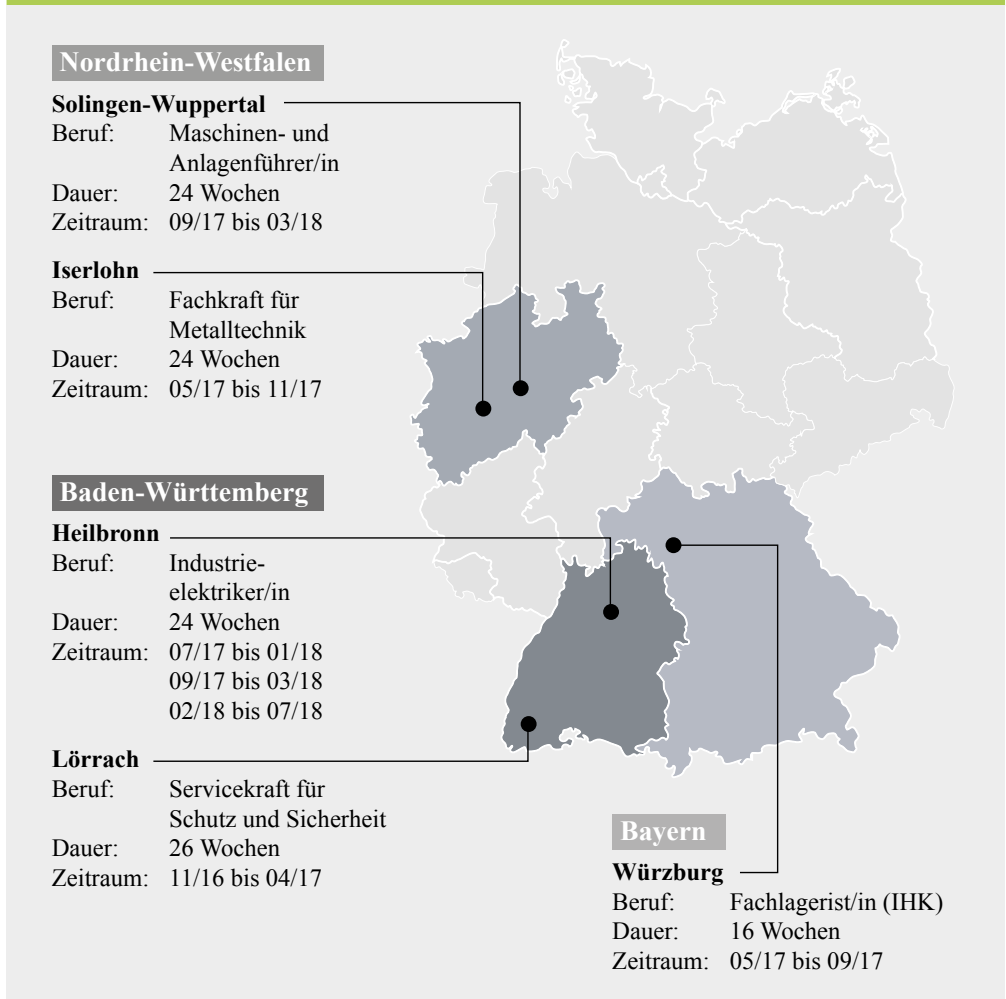 Nordrhein-Westfalen
Solingen-Wuppertal
Beruf: Maschinen- und
Anlagenführer/in
Dauer: 24 Wochen
Zeitraum: 09/17 bis 03/18
Iserlohn
Beruf: Fachkraft für
Metalltechnik
Dauer: 24 Wochen
Zeitraum: 05/17 bis 11/17
Baden-Württemberg
Heilbronn
Beruf: Industrie-
elektriker/in
Dauer: 24 Wochen
Zeitraum: 07/17 bis 01/18
09/17 bis 03/18
02/18 bis 07/18
Lörrach
Beruf: Servicekraft für
Schutz und Sicherheit
Dauer: 26 Wochen
Zeitraum: 11/16 bis 04/17
Bayern
Würzburg
Beruf: Fachlagerist/in (IHK)
Dauer: 16 Wochen
Zeitraum: 05/17 bis 09/17